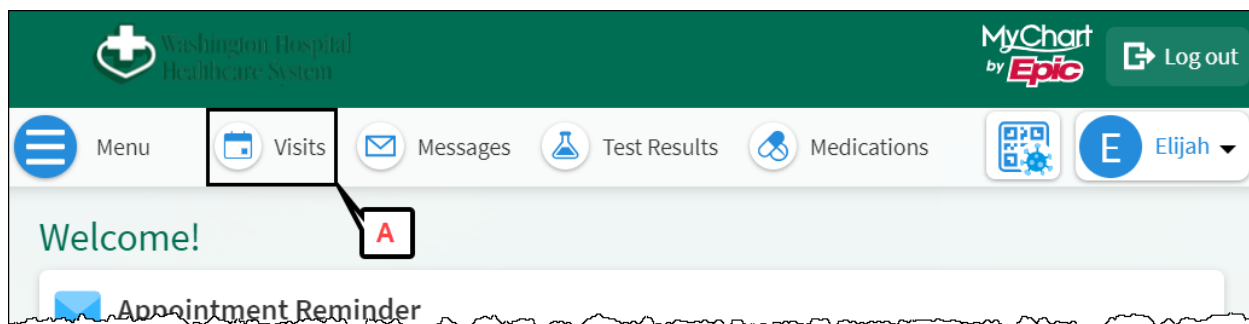 Washington Hospital
Healthcare System
MyChart
by Epic
Log out
Menu
Visits
Messages
Test Results
Medications
E
Elijah
A
Welcome!
Appointment Reminder